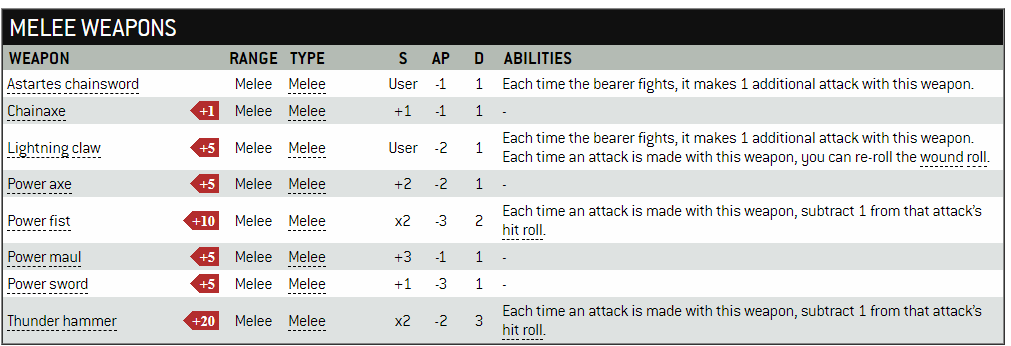 MELEE WEAPONS
WEAPON RANGE TYPE S AP D ABILITIES
Astartes chainsword Melee Melee User -1 1 Each time the bearer fights, it makes 1 additional attack with this weapon.
Chainaxe +1 Melee Melee +1 -1 1 -
Lightning claw +5 Melee Melee User -2 1 Each time the bearer fights, it makes 1 additional attack with this weapon.
Each time an attack is made with this weapon, you can re-roll the wound roll.
Power axe +5 Melee Melee +2 -2 1 -
Power fist +10 Melee Melee x2 -3 2 Each time an attack is made with this weapon, subtract 1 from that attack's
hit roll.
Power maul +5 Melee Melee +3 -1 1 -
Power sword +5 Melee Melee +1 -3 1 -
Thunder hammer +20 Melee Melee x2 -2 3 Each time an attack is made with this weapon, subtract 1 from that attack's
hit roll.